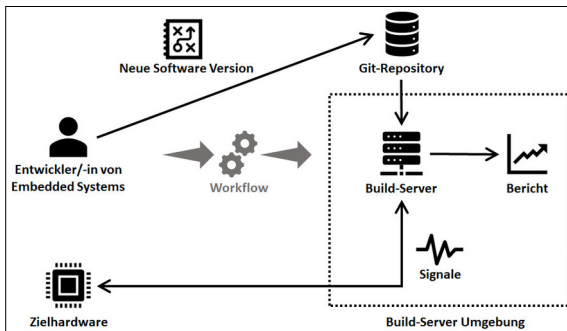 Neue Software Version
Git-Repository
Entwickler/-in von
Embedded Systems
Workflow
Build-Server
Bericht
Signale
Zielhardware
Build-Server Umgebung